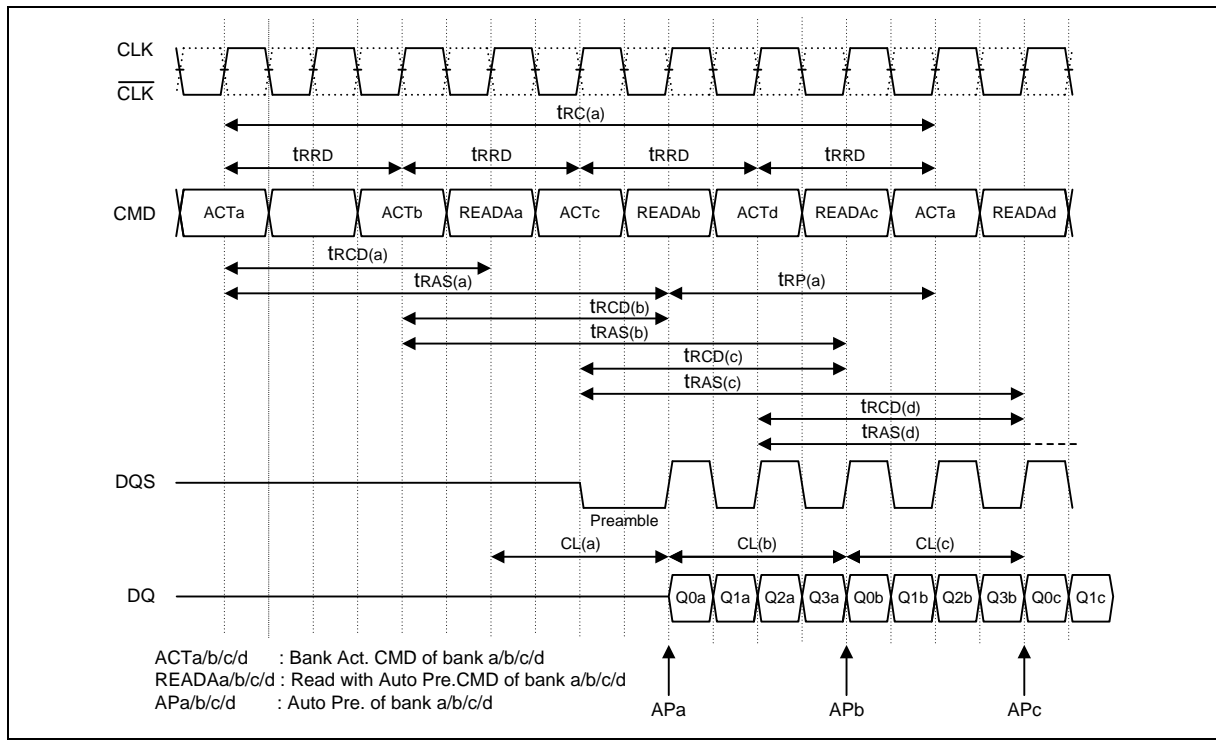 CLK
CLK
tRC(a)
tRRD tRRD tRRD tRRD
CMD ACTa ACTb READAa ACTc READAb ACTd READAc ACTa READAd
tRCD(a)
tRAS(a) tRP(a)
tRCD(b)
tRAS(b)
tRCD(c)
tRAS(c)
tRCD(d)
tRAS(d)
DQS
Preamble
CL(a) CL(b) CL(c)
DQ Q0a Q1a Q2a Q3a Q0b Q1b Q2b Q3b Q0c Q1c
ACTa/b/c/d : Bank Act. CMD of bank a/b/c/d
READAa/b/c/d : Read with Auto Pre.CMD of bank a/b/c/d
APa/b/c/d : Auto Pre. of bank a/b/c/d
APa APb APc